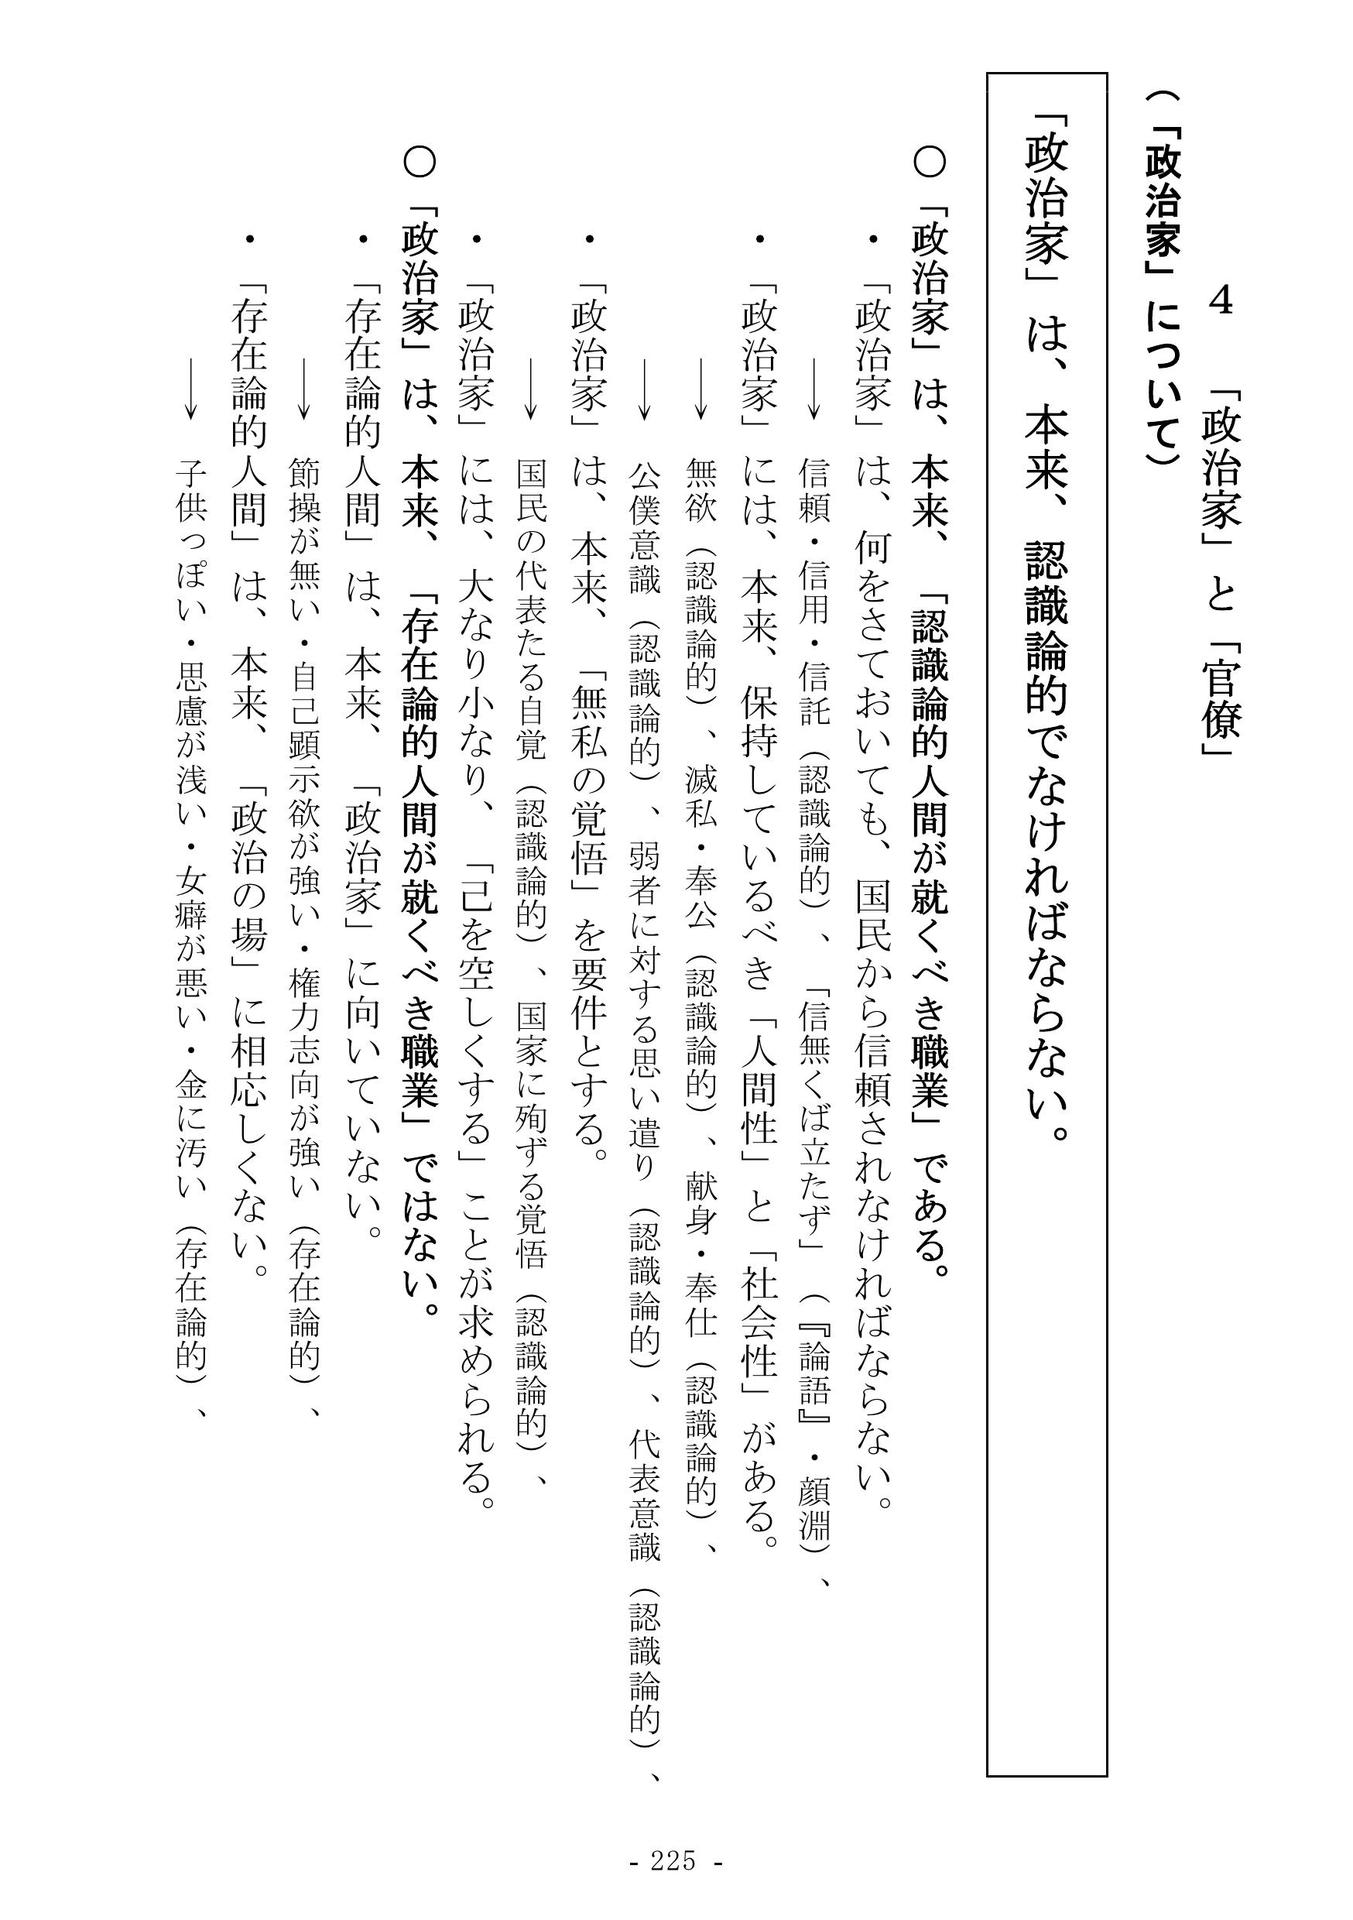 4　「政治家」と「官僚」
（「政治家」について）
「政治家」は、本来、認識論的でなければならない。
○「政治家」は、本来、「認識論的人間が就くべき職業」である。
・「政治家」は、何をさておいても、国民から信頼されなければならない。
→信頼・信用・信託（認識論的）、「信無くば立たず」（『論語』・顔淵）、
・「政治家」には、本来、保持しているべき「人間性」と「社会性」がある。
→無欲（認識論的）、滅私・奉公（認識論的）、献身・奉仕（認識論的）、
→公僕意識（認識論的）、弱者に対する思い遣り（認識論的）、代表意識（認識論的）、
・「政治家」は、本来、「無私の覚悟」を要件とする。
→国民の代表たる自覚（認識論的）、国家に殉ずる覚悟（認識論的）、
・「政治家」には、大なり小なり、「己を空しくする」ことが求められる。
○「政治家」は、本来、「存在論的人間が就くべき職業」ではない。
・「存在論的人間」は、本来、「政治家」に向いていない。
→節操が無い・自己顕示欲が強い・権力志向が強い（存在論的）、
・「存在論的人間」は、本来、「政治の場」に相応しくない。
→子供っぽい・思慮が浅い・女癖が悪い・金に汚い（存在論的）、
- 225 -